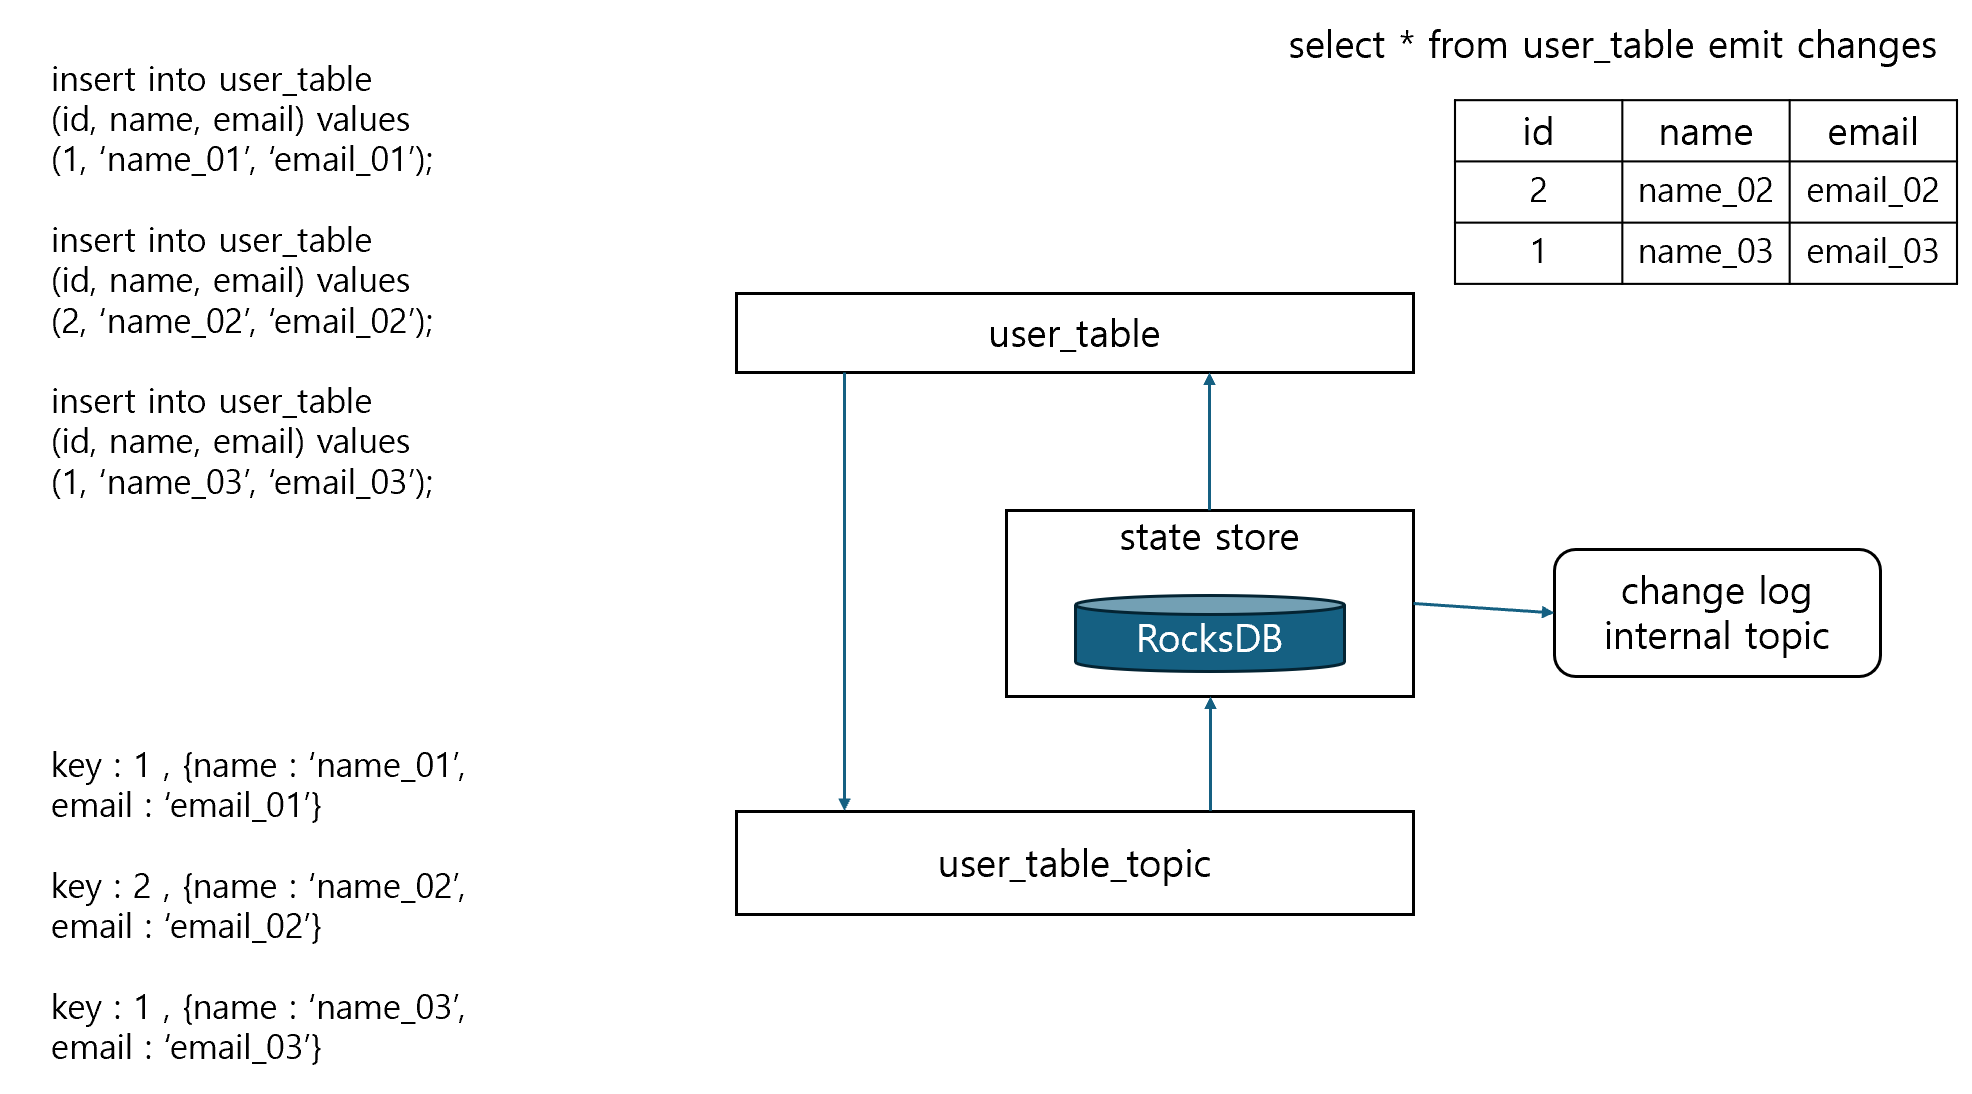 insert into user_table
(id, name, email) values
(1, ‘name_01’, ‘email_01’);
insert into user_table
(id, name, email) values
(2, ‘name_02’, ‘email_02’);
insert into user_table
(id, name, email) values
(1, ‘name_03’, ‘email_03’);
select * from user_table emit changes
id name email
2 name_02 email_02
1 name_03 email_03
user_table
state store
RocksDB
change log
internal topic
user_table_topic
key : 1 , {name : ‘name_01’,
email : ‘email_01’}
key : 2 , {name : ‘name_02’,
email : ‘email_02’}
key : 1 , {name : ‘name_03’,
email : ‘email_03’}